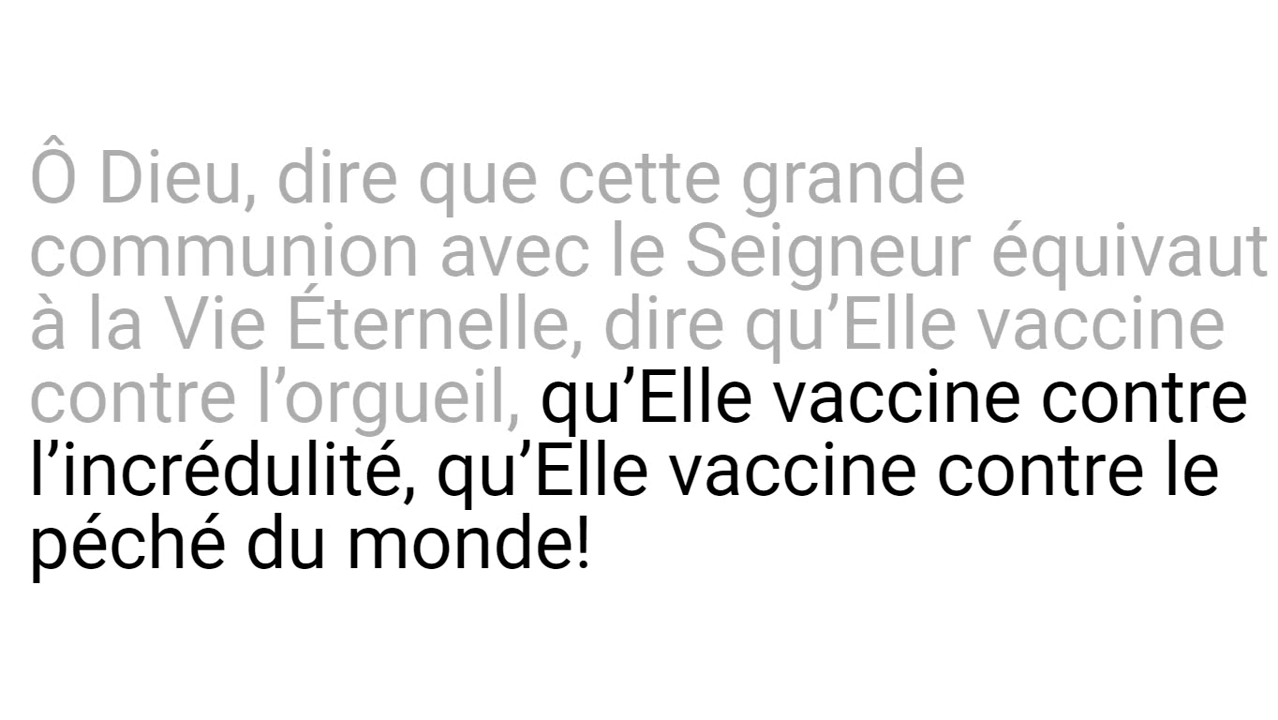 Ô Dieu, dire que cette grande
communion avec le Seigneur équivaut
à la Vie Éternelle, dire qu’Elle vaccine
contre l’orgueil, qu’Elle vaccine contre
l’incrédulité, qu’Elle vaccine contre le
péché du monde!